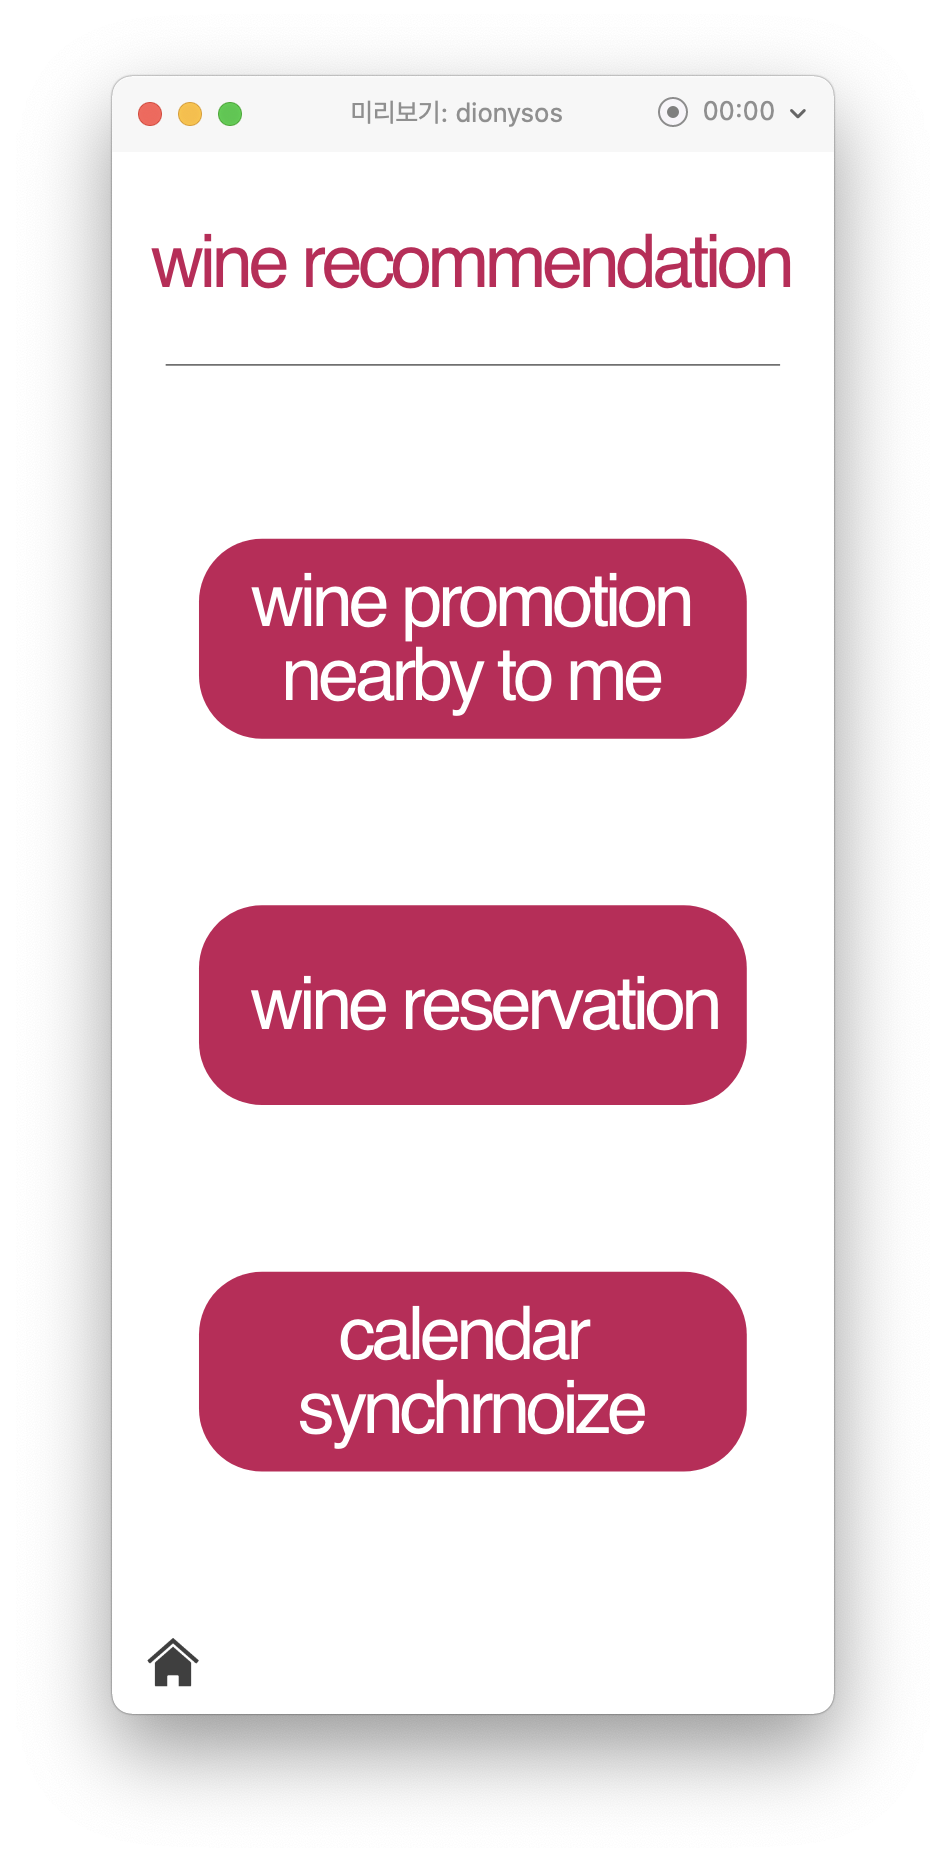 미리보기: dionysos
00:00
wine recommendation
wine promotion
nearby to me
wine reservation
calendar
synchrnoize